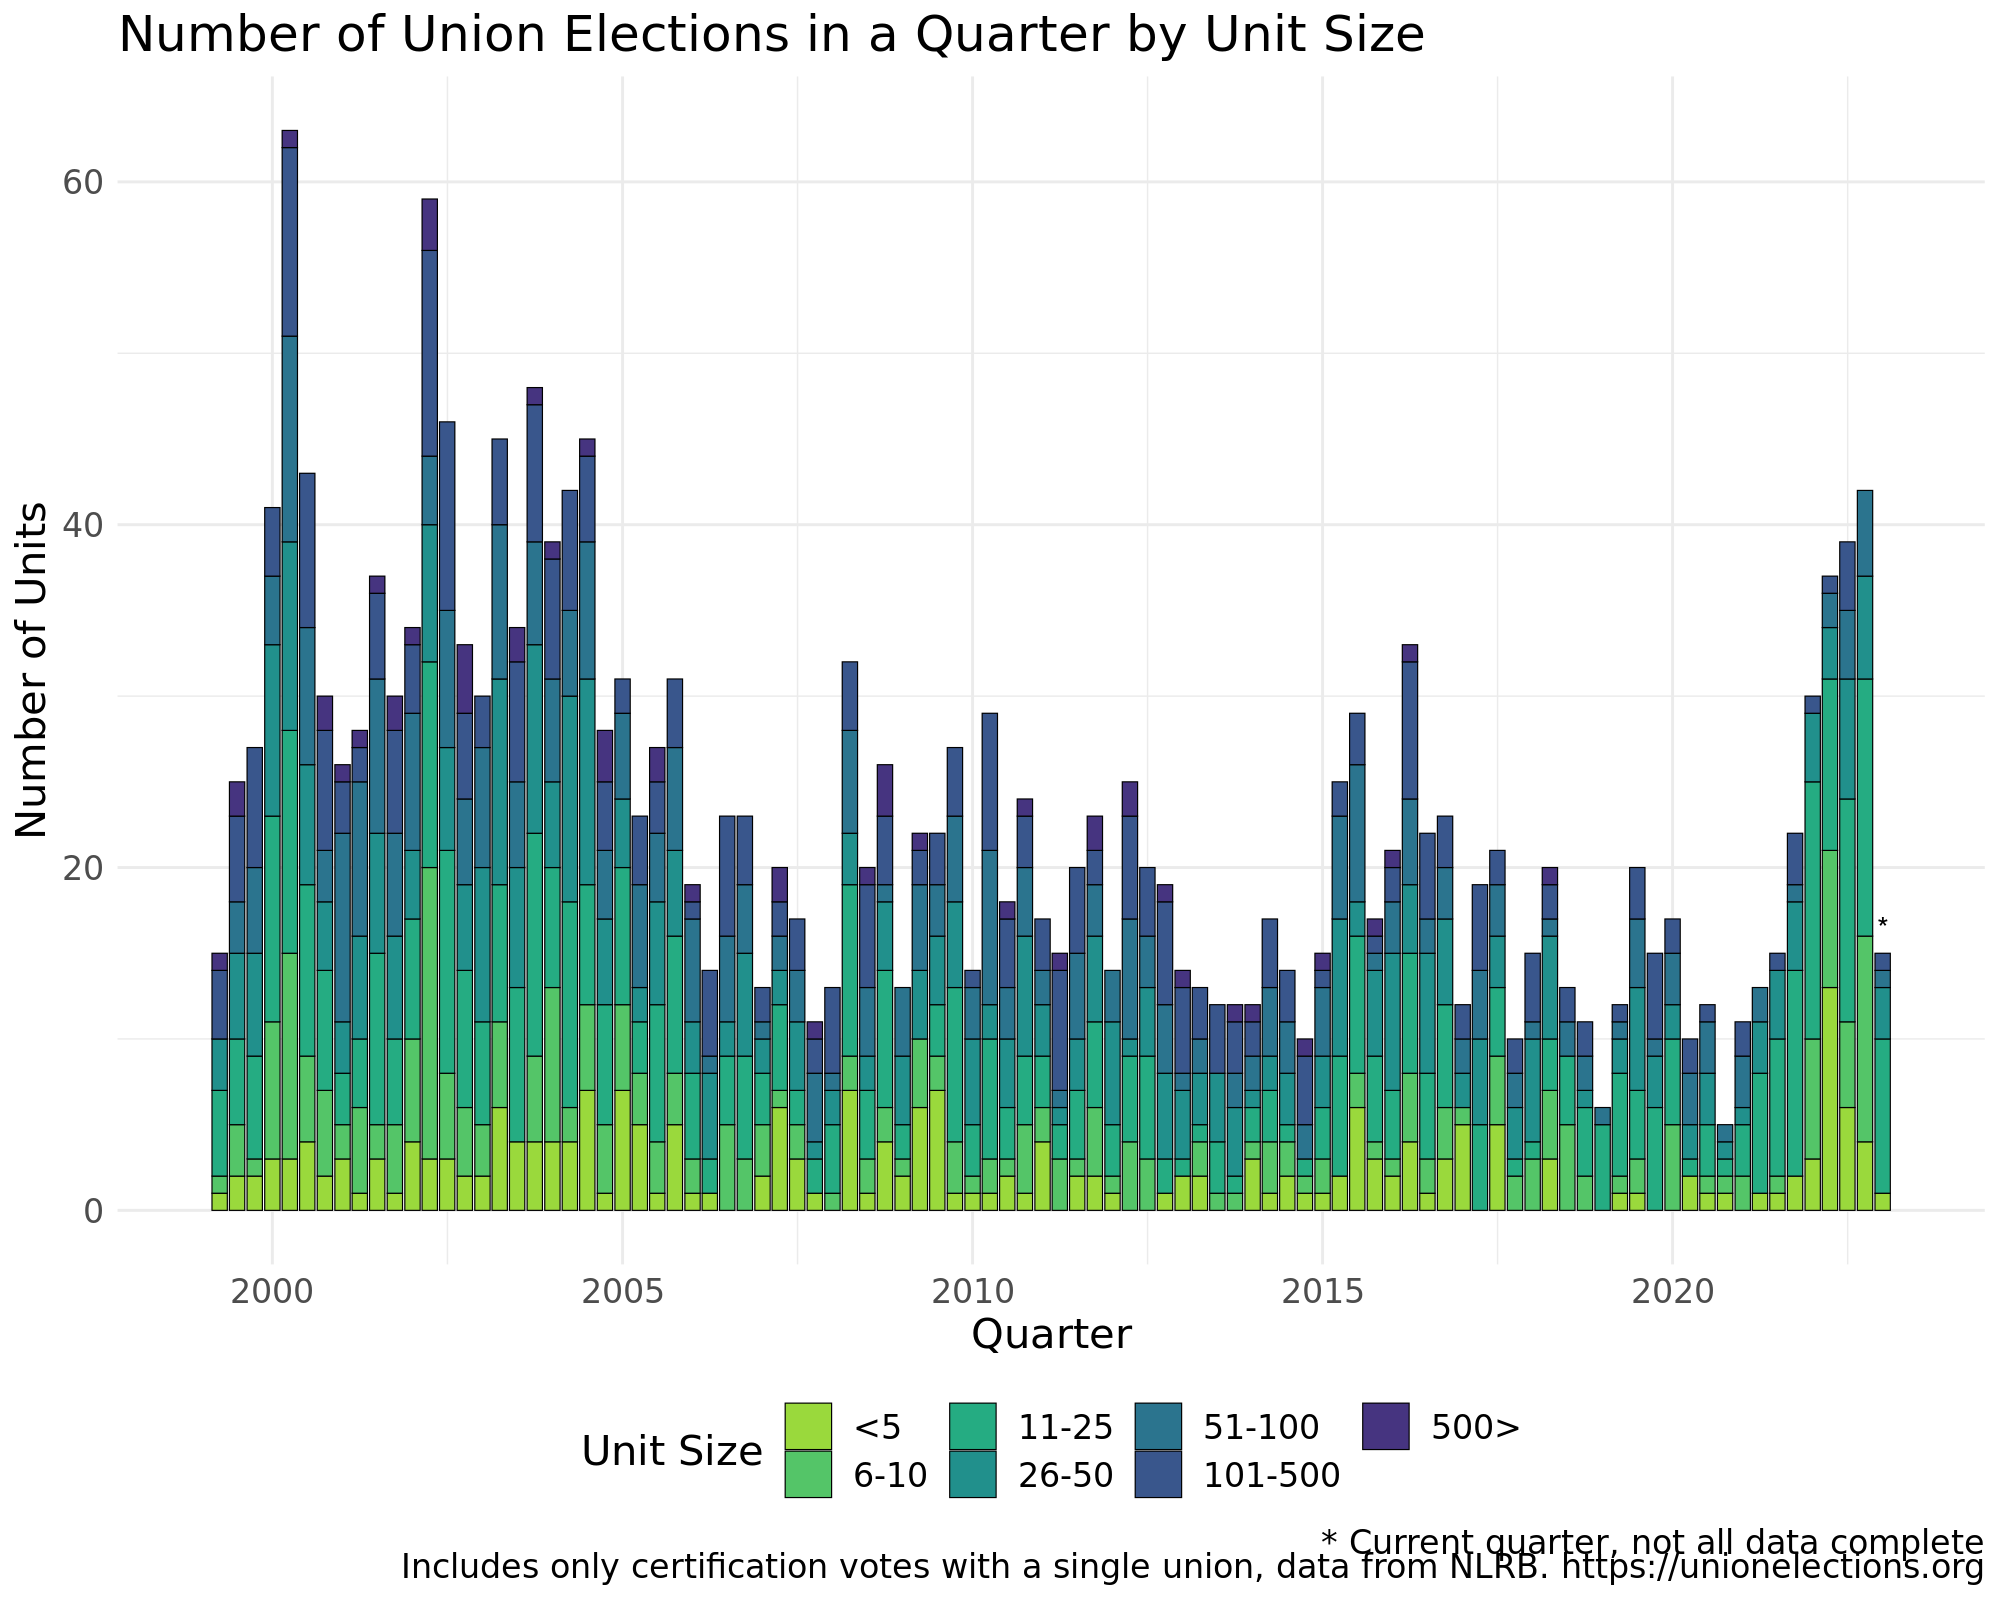 Number of Union Elections in a Quarter by Unit Size
Number of Units
60
40
20
0
*
2000 2005 2010 2015 2020
Quarter
Unit Size
<5 11-25 51-100 500>
6-10 26-50 101-500
* Current quarter, not all data complete
Includes only certification votes with a single union, data from NLRB. https://unionelections.org